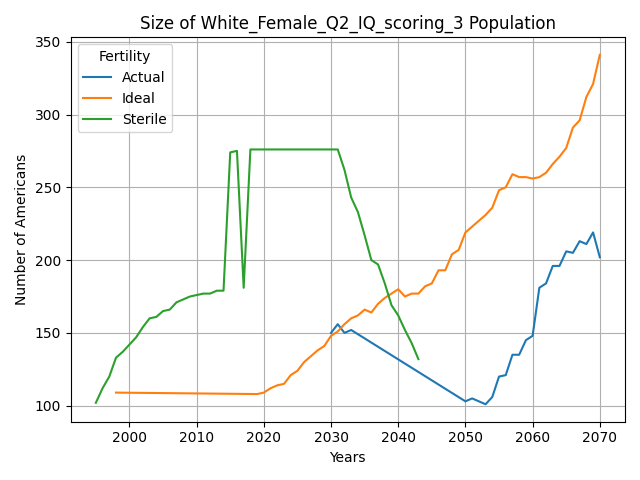 Size of White_Female_Q2_IQ_scoring_3 Population
Number of Americans
350
300
250
200
150
100
Fertility
Actual
Ideal
Sterile
2000 2010 2020 2030 2040 2050 2060 2070
Years